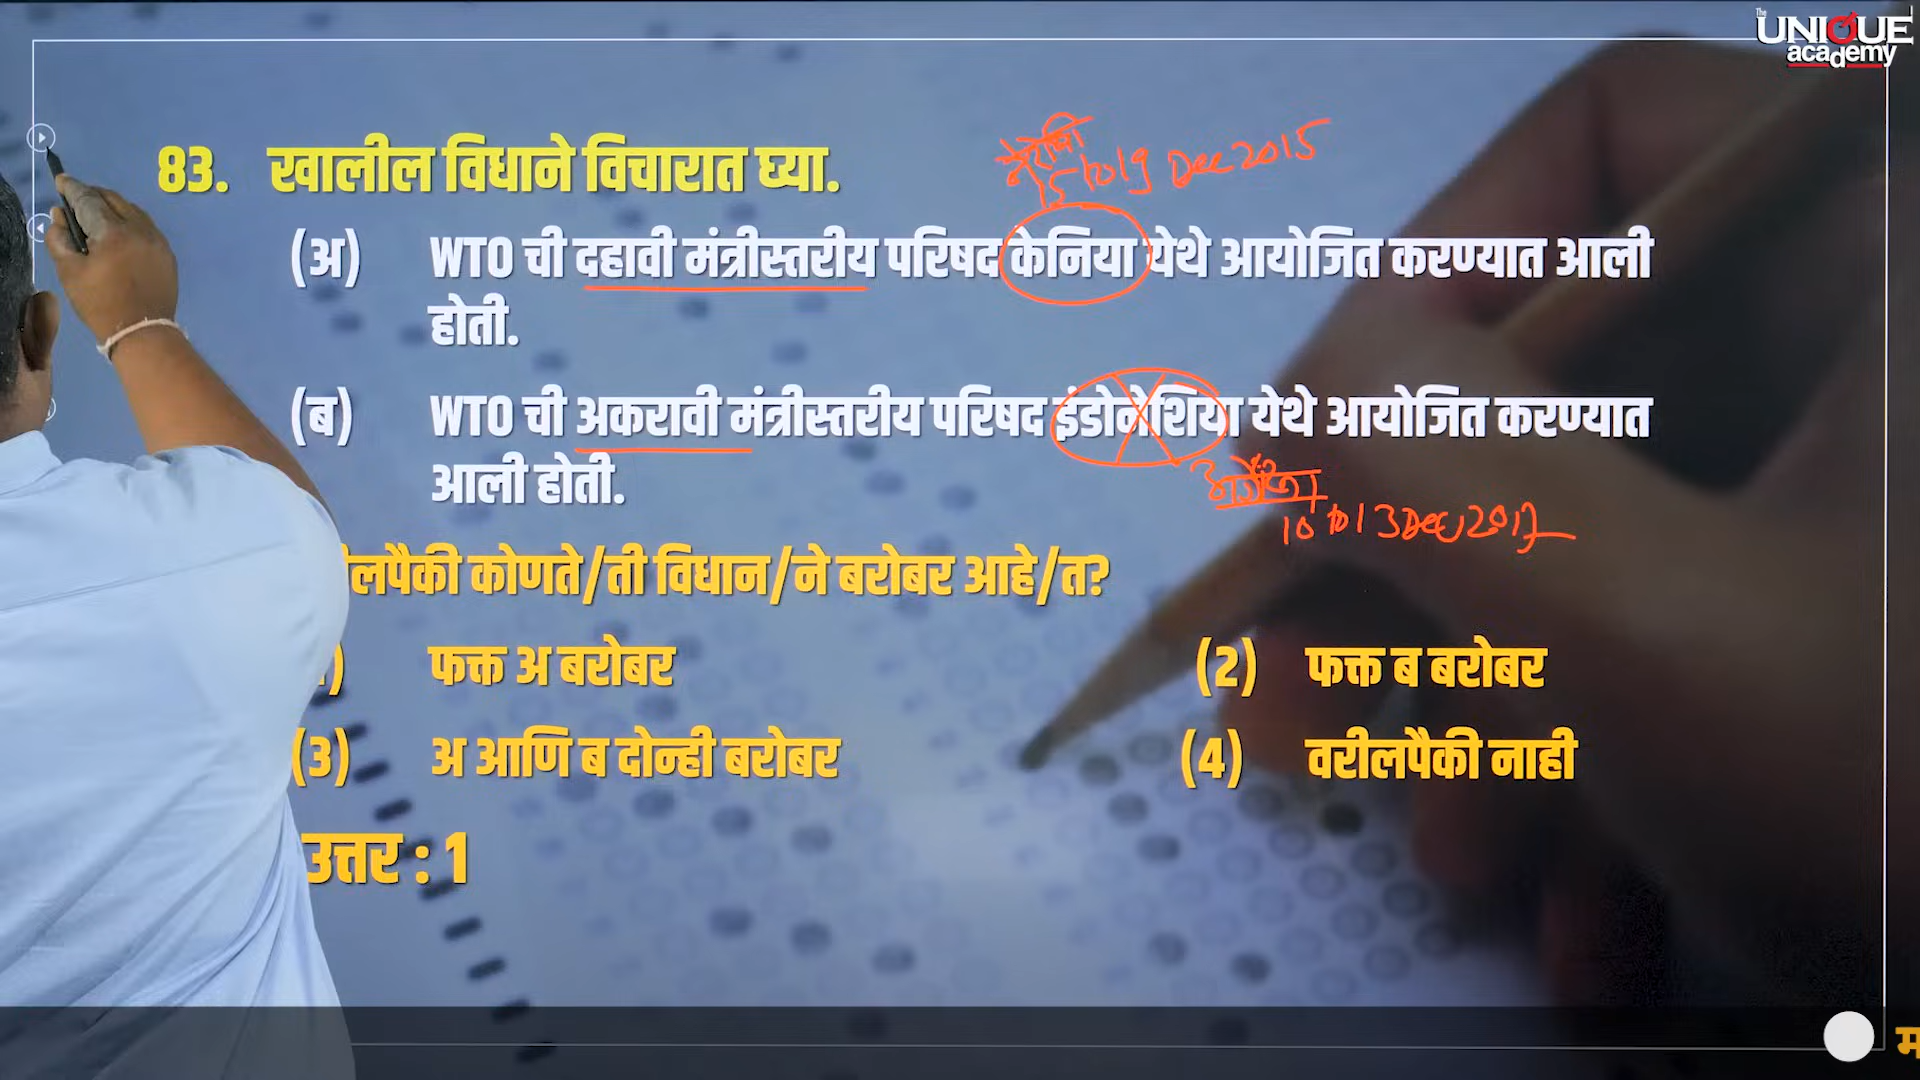 The UNIQUE
academy
83. खालील विधाने विचारात घ्या.
नैरोबी
15 to 19 Dec 2015
(अ) WTO ची दहावी मंत्रीस्तरीय परिषद केनिया येथे आयोजित करण्यात आली
होती.
(ब) WTO ची अकरावी मंत्रीस्तरीय परिषद इंडोनेशिया येथे आयोजित करण्यात
आली होती.
10 to 13 Dec 2017
लपैकी कोणते/ती विधान/ने बरोबर आहे/त?
) फक्त अ बरोबर
(2) फक्त ब बरोबर
(3) अ आणि ब दोन्ही बरोबर
(4) वरीलपैकी नाही
उत्तर : 1